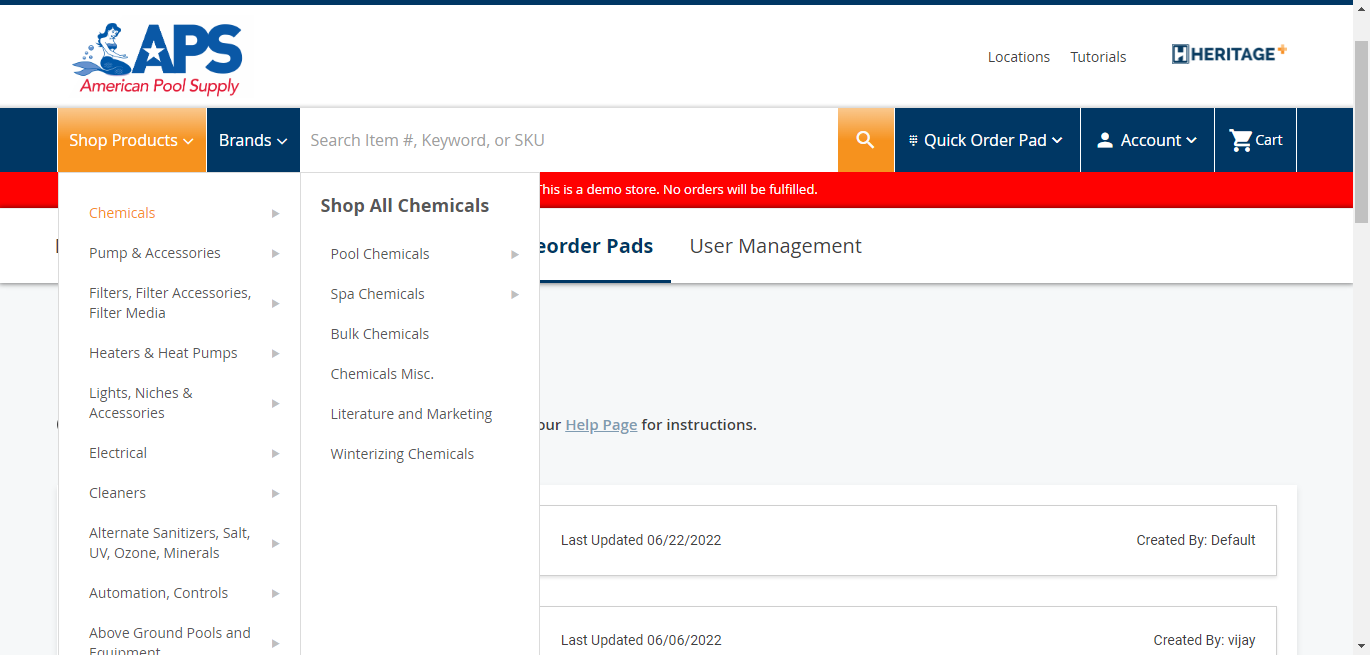 APS
American Pool Supply
Locations
Tutorials
HERITAGE+
Shop Products
Brands
Search Item #, Keyword, or SKU
Quick Order Pad
Account
Cart
This is a demo store. No orders will be fulfilled.
Chemicals
Pump & Accessories
Filters, Filter Accessories,
Filter Media
Heaters & Heat Pumps
Lights, Niches &
Accessories
Electrical
Cleaners
Alternate Sanitizers, Salt,
UV, Ozone, Minerals
Automation, Controls
Above Ground Pools and
Equipment
Shop All Chemicals
Pool Chemicals
Spa Chemicals
Bulk Chemicals
Chemicals Misc.
Literature and Marketing
Winterizing Chemicals
eorder Pads
User Management
our Help Page for instructions.
Last Updated 06/22/2022
Created By: Default
Last Updated 06/06/2022
Created By: vijay